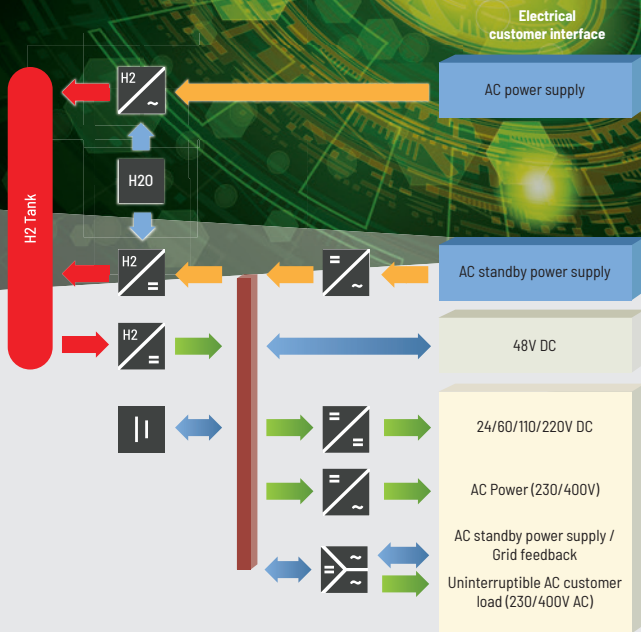 Electrical
customer interface
H2
~
AC power supply
H2O
H2 Tank
H2
=
=
~
AC standby power supply
H2
=
48V DC
=
=
24/60/110/220V DC
=
~
AC Power (230/400V)
=
~
~
AC standby power supply /
Grid feedback
Uninterruptible AC customer
load (230/400V AC)